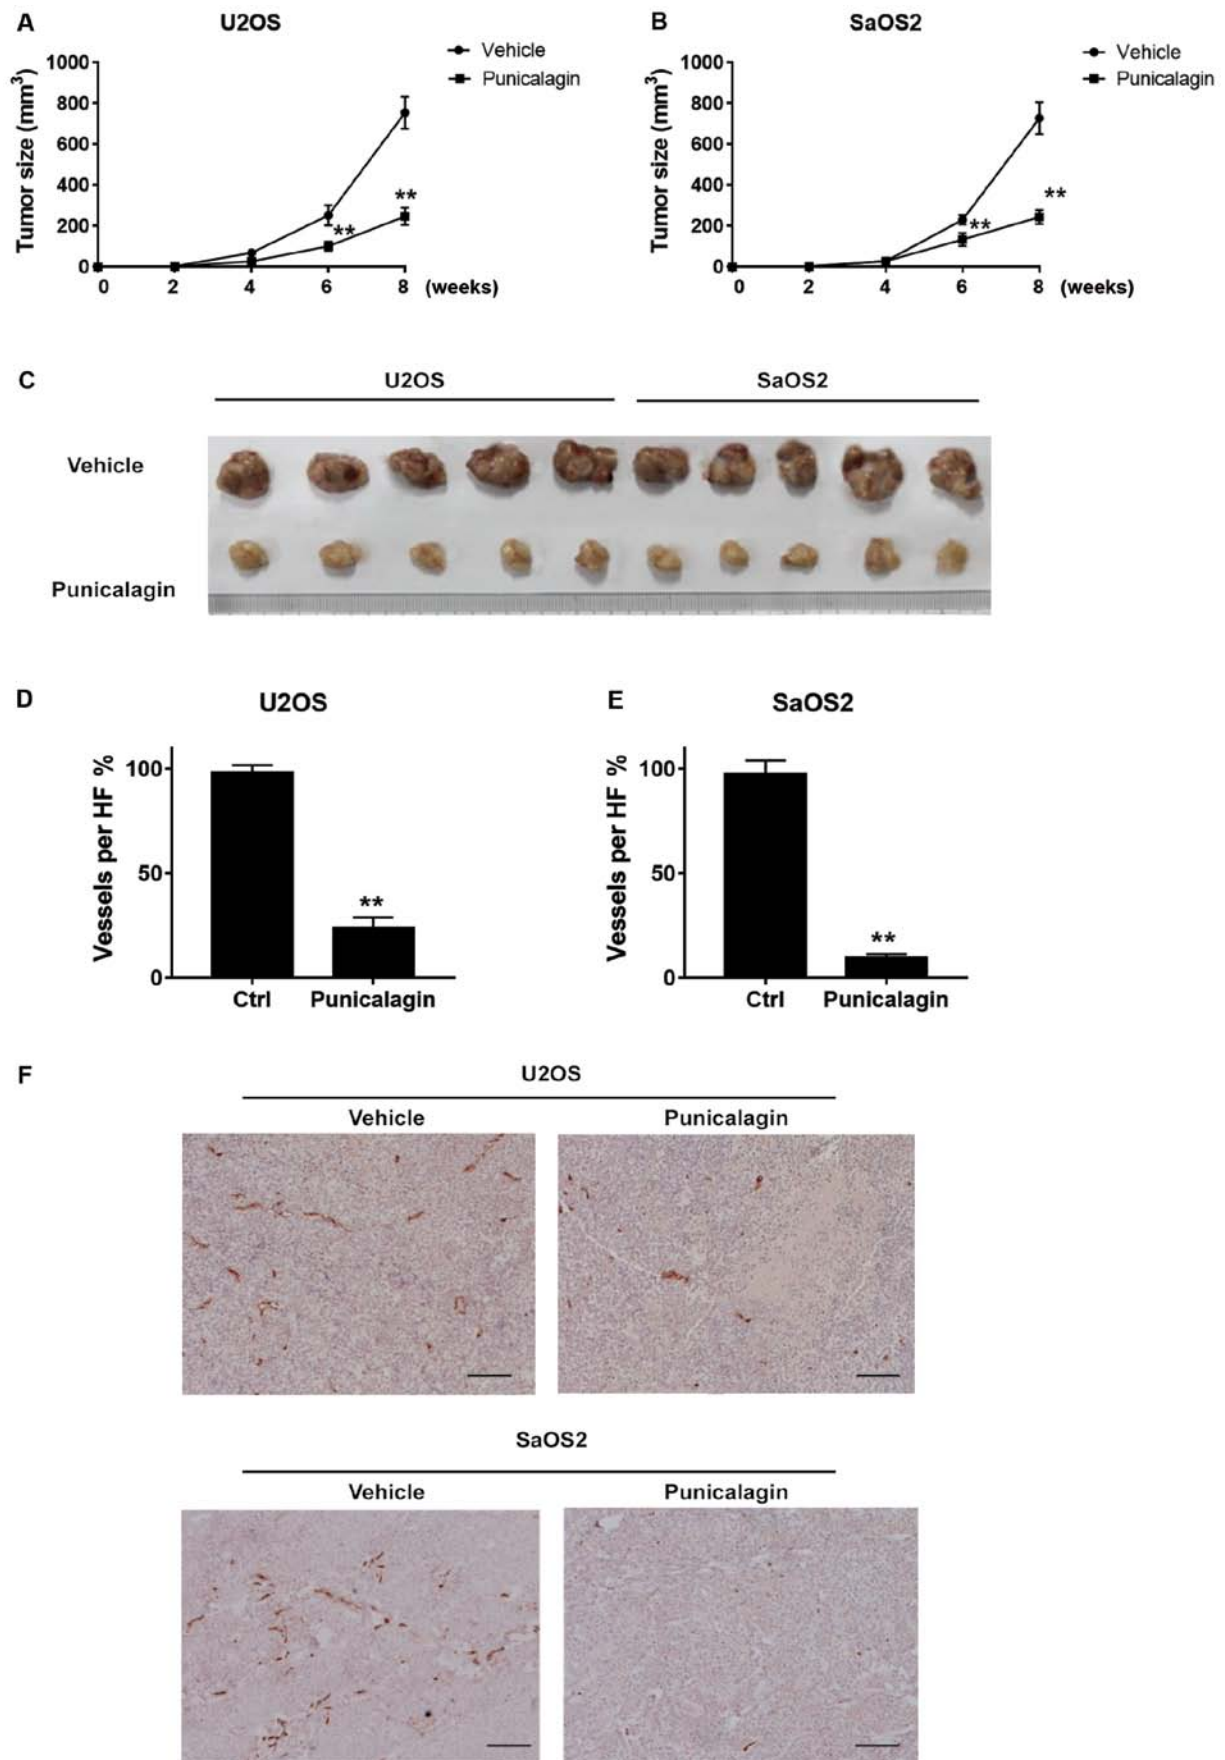 A
U2OS
Vehicle
Punicalagin
Tumor size (mm³)
1000
800
600
400
200
0
**
**
0 2 4 6 8 (weeks)
B
SaOS2
Vehicle
Punicalagin
Tumor size (mm³)
1000
800
600
400
200
0
**
**
0 2 4 6 8 (weeks)
C
U2OS SaOS2
Vehicle
Punicalagin
D
U2OS
Vessels per HF %
100
50
0
**
Ctrl Punicalagin
E
SaOS2
Vessels per HF %
100
50
0
**
Ctrl Punicalagin
F
U2OS
Vehicle Punicalagin
SaOS2
Vehicle Punicalagin